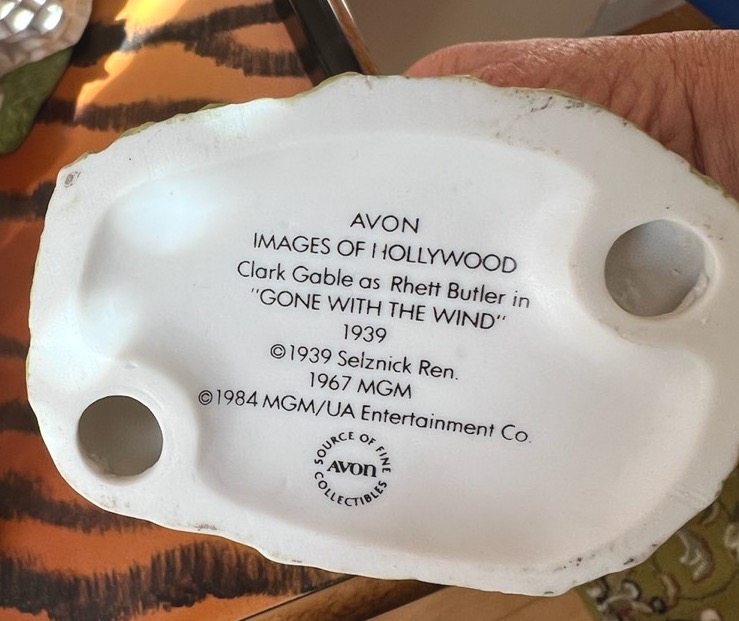 AVON
IMAGES OF HOLLYWOOD
Clark Gable as Rhett Butler in
"GONE WITH THE WIND"
1939
©1939 Selznick Ren.
1967 MGM
©1984 MGM/UA Entertainment Co.
SOURCE OF FINE
AVON
COLLECTIBLES